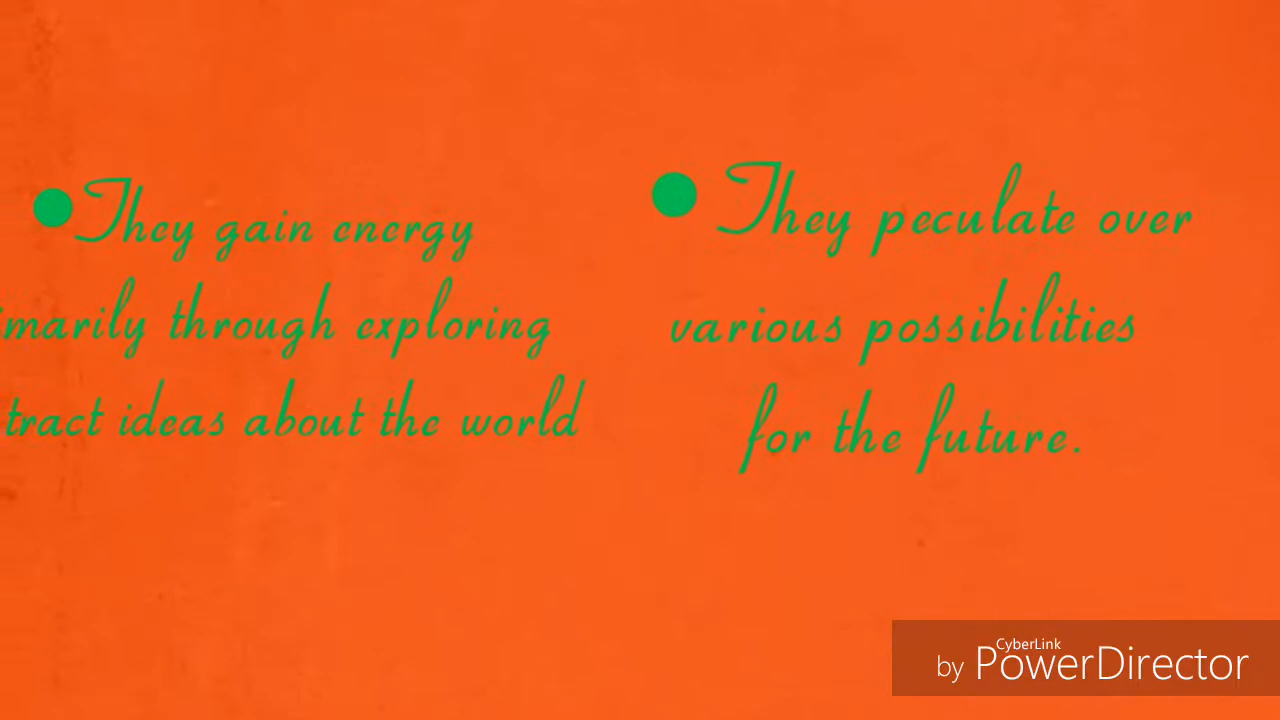 They gain energy
imarily through exploring
tract ideas about the world
They peculate over
various possibilities
for the future.
by CyberLink PowerDirector